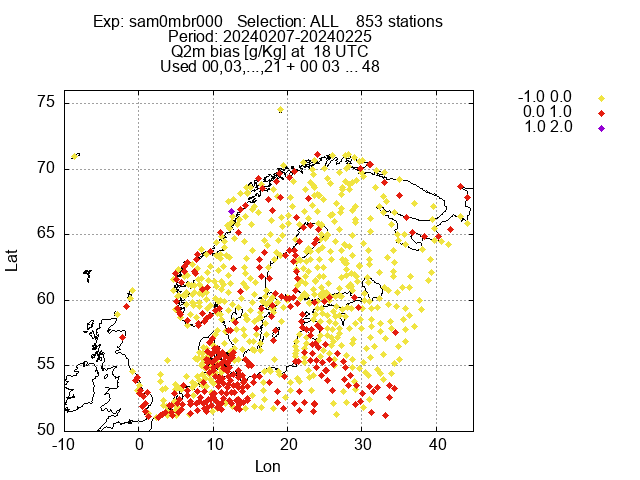 Exp: sam0mbr000 Selection: ALL 853 stations
Period: 20240207-20240225
Q2m bias [g/Kg] at 18 UTC
Used 00,03,...,21 + 00 03 ... 48
-1.0 0.0
0.0 1.0
1.0 2.0
75
70
65
60
55
50
Lat
-10 0 10 20 30 40
Lon